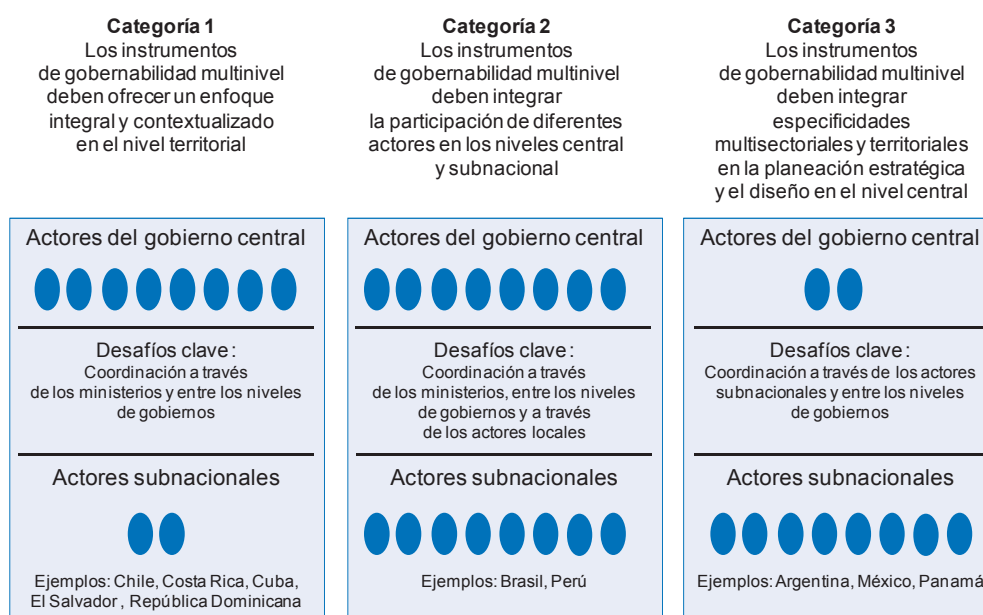 Categoría 1
Los instrumentos
de gobernabilidad multinivel
deben ofrecer un enfoque
integral y contextualizado
en el nivel territorial
Actores del gobierno central
Desafíos clave:
Coordinación a través
de los ministerios y entre los niveles
de gobiernos
Actores subnacionales
Ejemplos: Chile, Costa Rica, Cuba,
El Salvador , República Dominicana
Categoría 2
Los instrumentos
de gobernabilidad multinivel
deben integrar
la participación de diferentes
actores en los niveles central
y subnacional
Actores del gobierno central
Desafíos clave:
Coordinación a través
de los ministerios, entre los niveles
de gobiernos y a través
de los actores locales
Actores subnacionales
Ejemplos: Brasil, Perú
Categoría 3
Los instrumentos
de gobernabilidad multinivel
deben integrar
especificidades
multisectoriales y territoriales
en la planeación estratégica
y el diseño en el nivel central
Actores del gobierno central
Desafíos clave:
Coordinación a través de los actores
subnacionales y entre los niveles
de gobiernos
Actores subnacionales
Ejemplos: Argentina, México, Panamá